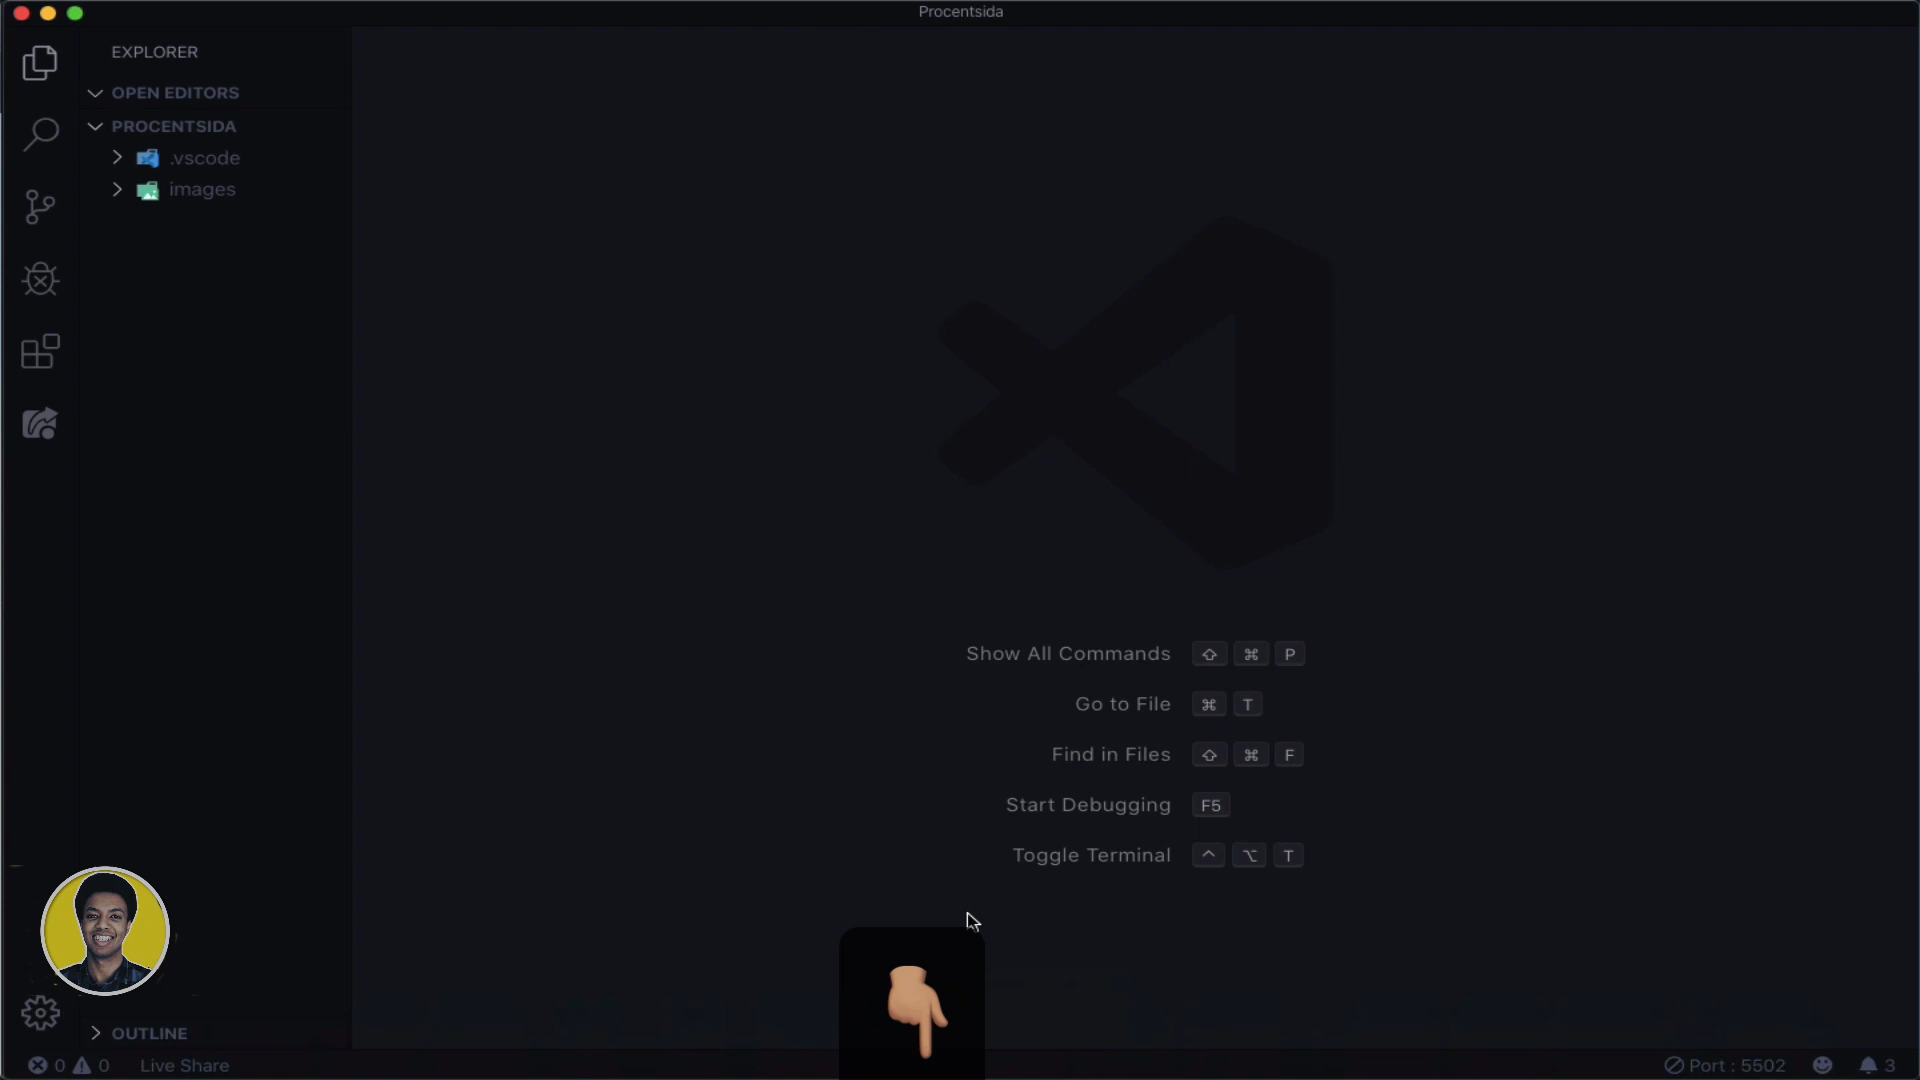 Procentsida
EXPLORER
OPEN EDITORS
PROCENTSIDA
.vscode
images
Show All Commands ⇧ ⌘ P
Go to File ⌘ T
Find in Files ⇧ ⌘ F
Start Debugging F5
Toggle Terminal ^ ⌥ T
OUTLINE
0 0 Live Share Port : 5502 3